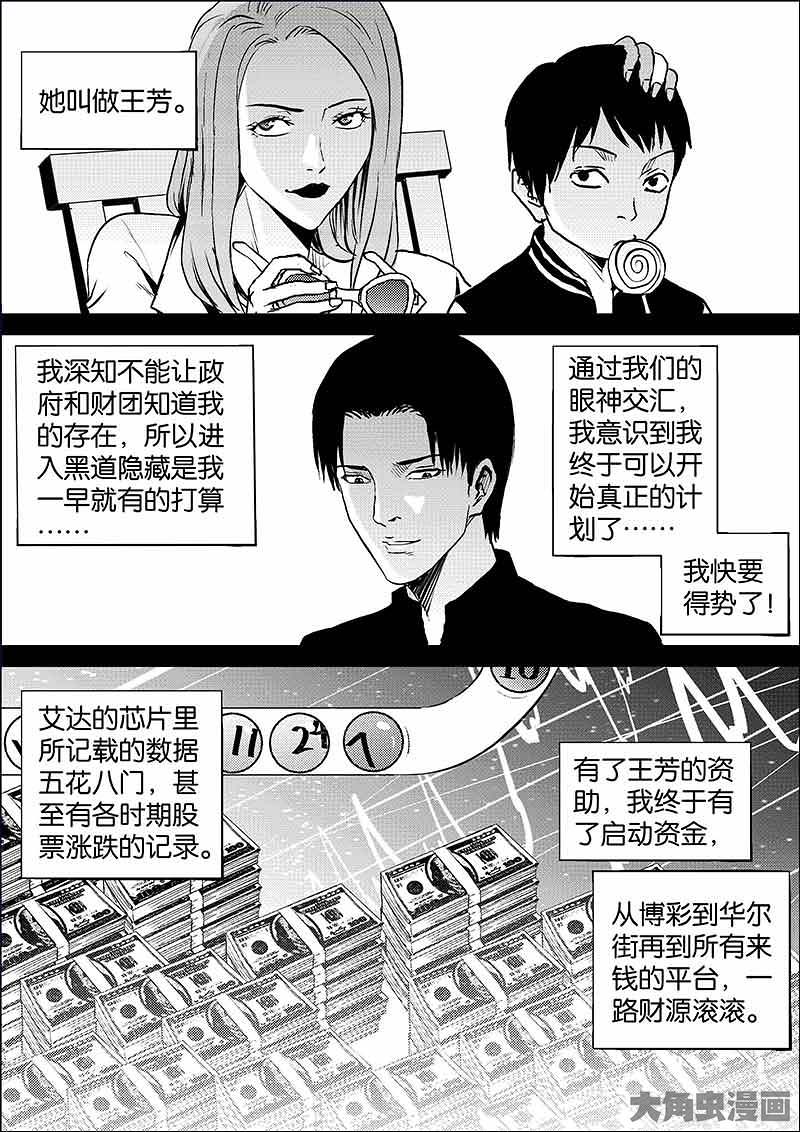 她叫做王芳。
我深知不能让政
府和财团知道我
的存在，所以进
入黑道隐藏是我
一早就有的打算
……
通过我们的
眼神交汇，
我意识到我
终于可以开
始真正的计
划了……
我快要
得势了！
艾达的芯片里
所记载的数据
五花八门，甚
至有各时期股
票涨跌的记录。
11 24 7
10
有了王芳的资
助，我终于有
了启动资金，
从博彩到华尔
街再到所有来
钱的平台，一
路财源滚滚。
大角虫漫画